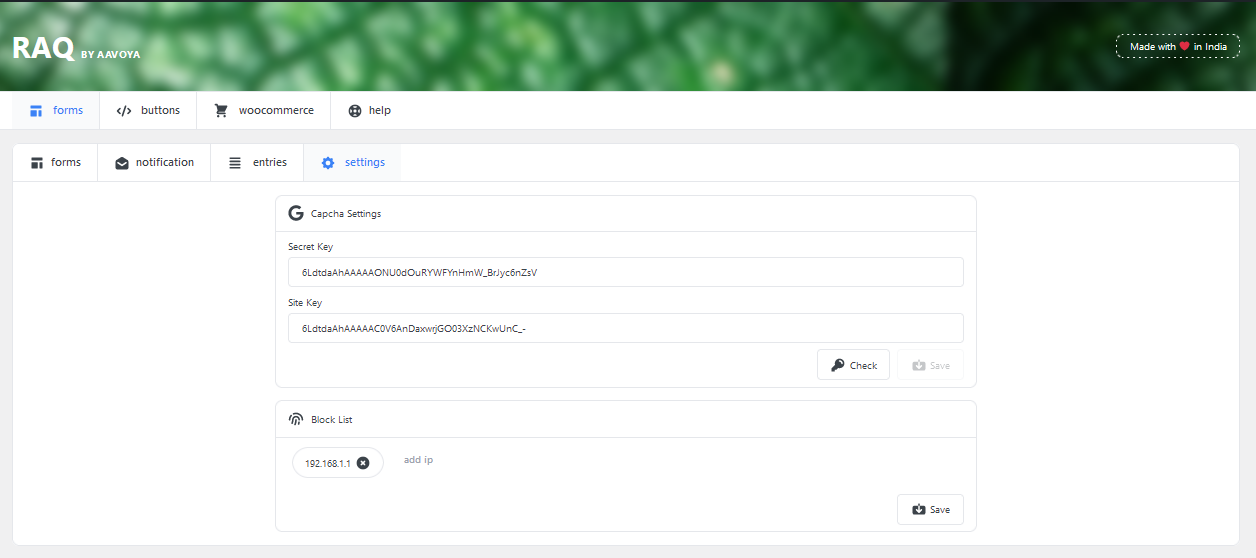 RAQ BY AAVOYA
Made with in India
forms buttons woocommerce help
forms notification entries settings
Capcha Settings
Secret Key
6LdtdaAhAAAAAONU0dOuRYWFYnHmW_BrJyc6nZsV
Site Key
6LdtdaAhAAAAAC0V6AnDaxwrjGO03XzNCKwUnC_-
Check Save
Block List
192.168.1.1 add ip
Save